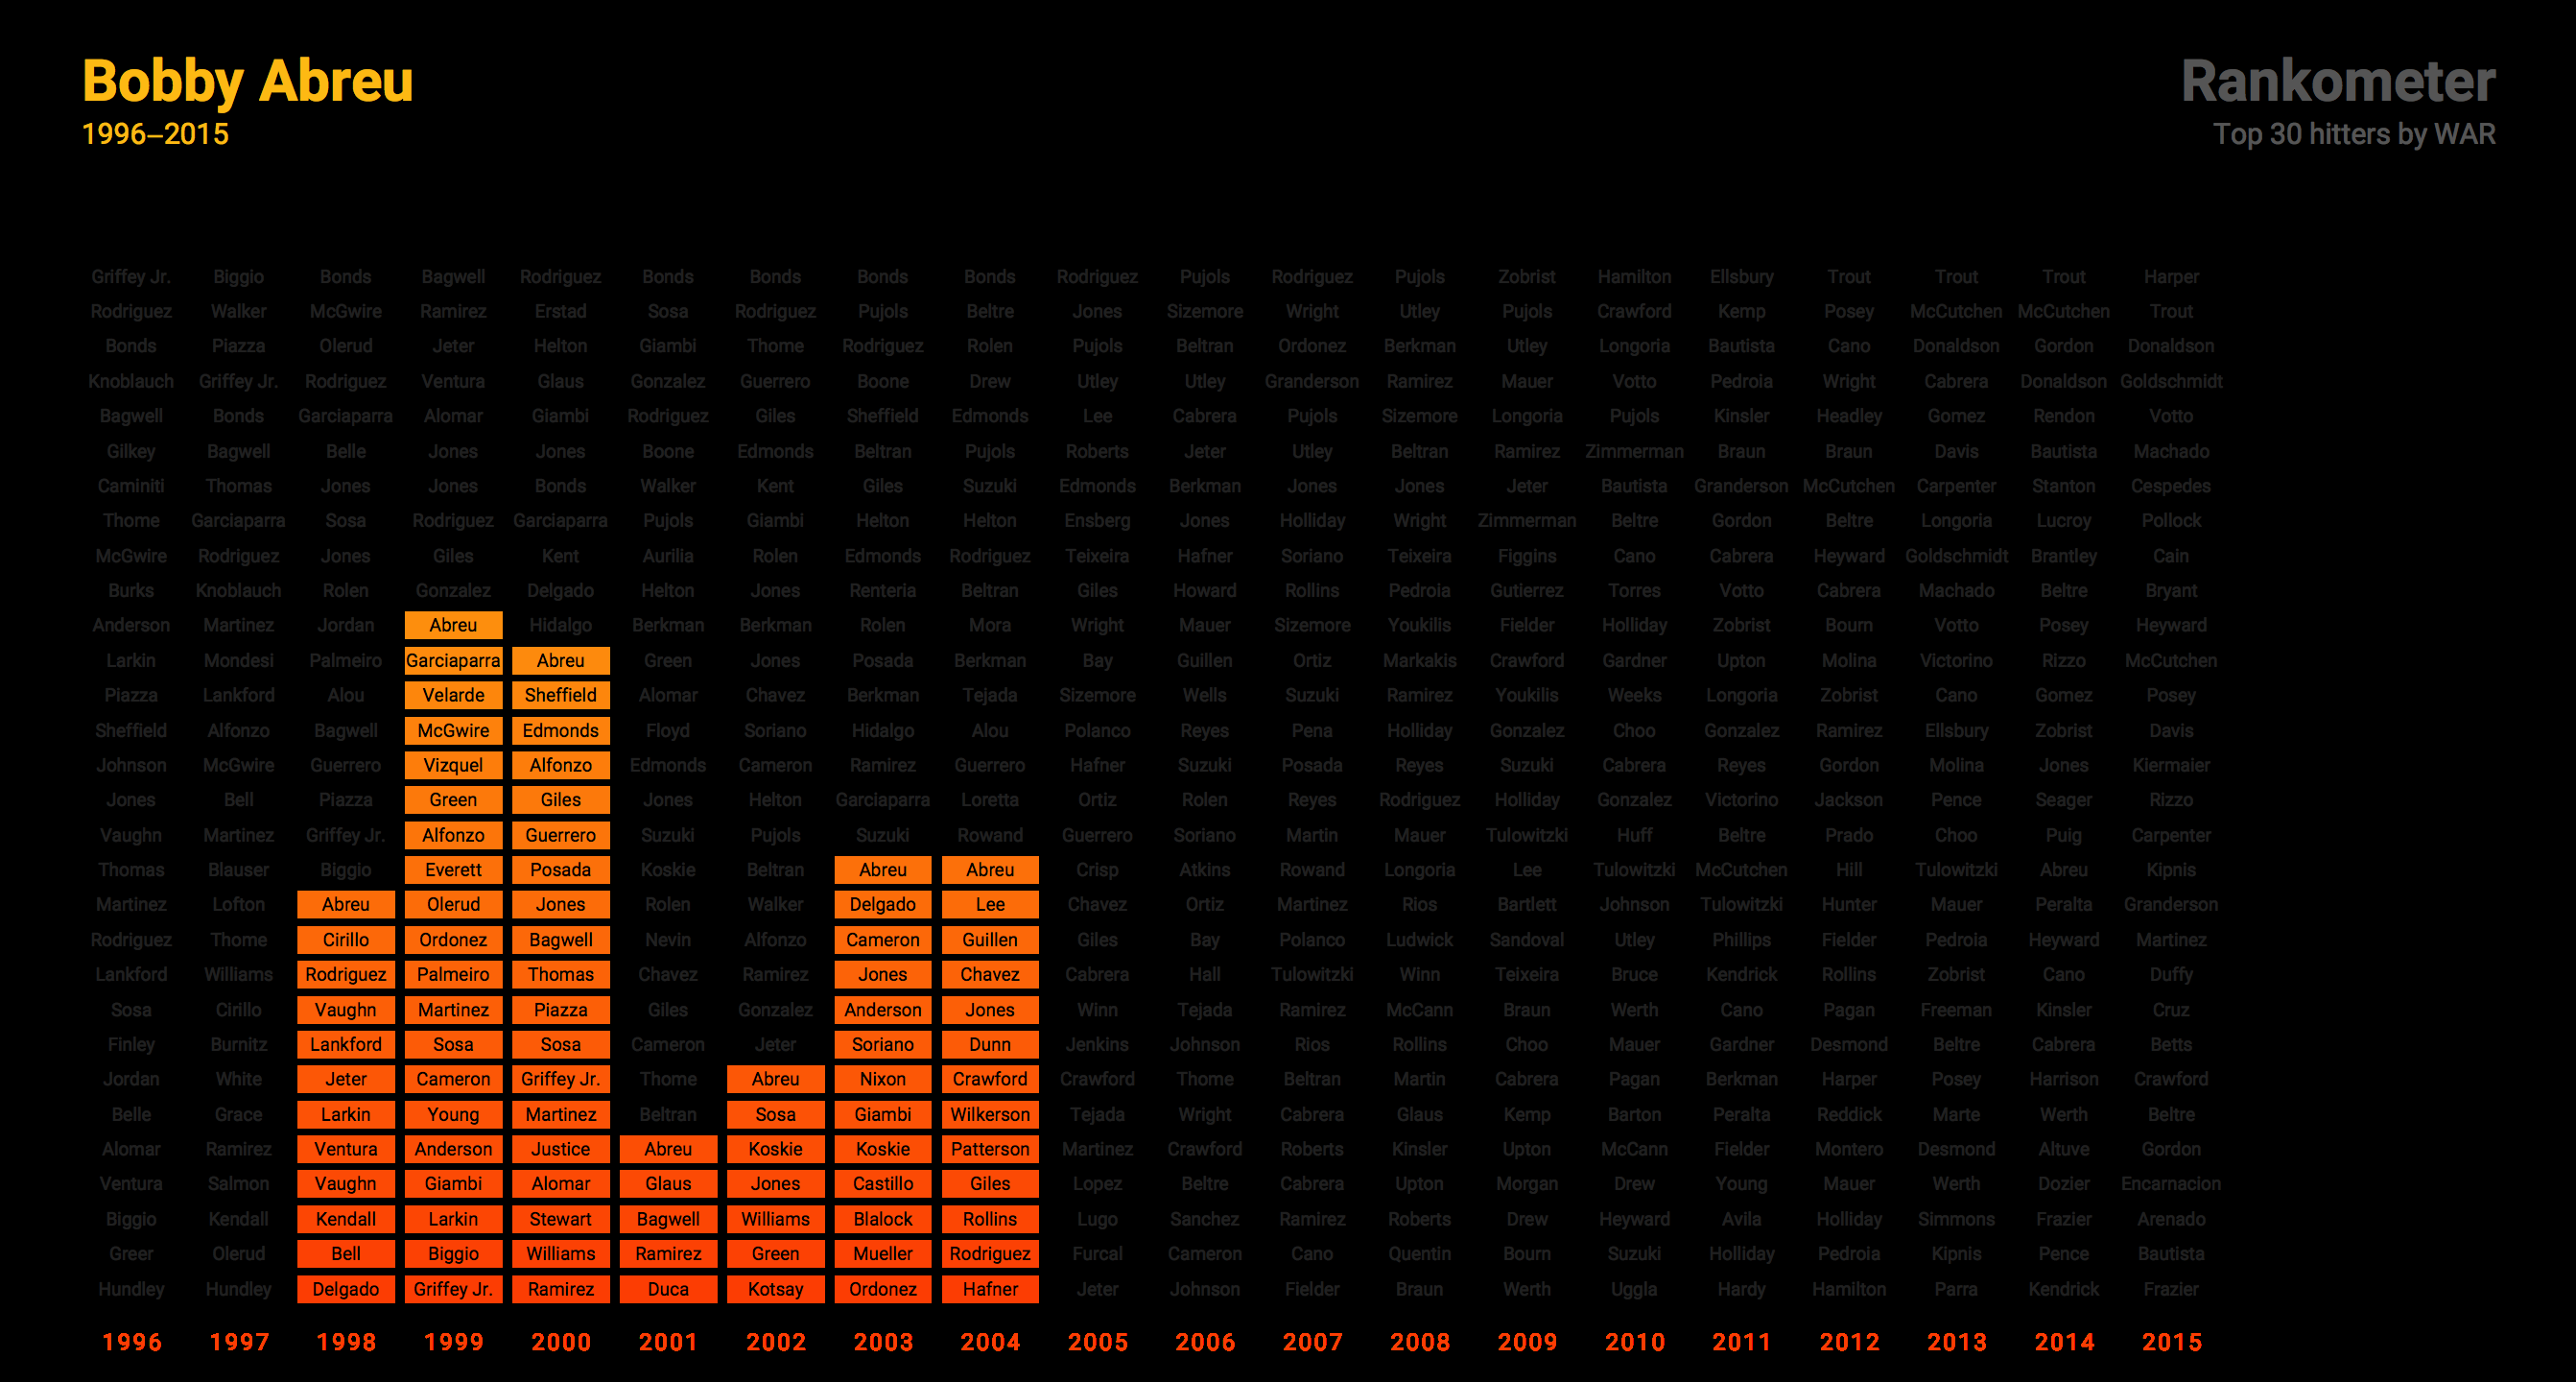 Bobby Abreu
1996–2015
Rankometer
Top 30 hitters by WAR
Griffey Jr. Biggio Bonds Bagwell Rodriguez Bonds Bonds Bonds Bonds Rodriguez Pujols Rodriguez Pujols Zobrist Hamilton Ellsbury Trout Trout Trout Harper
Rodriguez Walker McGwire Ramirez Erstad Sosa Rodriguez Pujols Beltre Jones Sizemore Wright Utley Pujols Crawford Kemp Posey McCutchen McCutchen Trout
Bonds Piazza Olerud Jeter Helton Giambi Thome Rodriguez Rolen Pujols Beltran Ordonez Berkman Utley Longoria Bautista Cano Donaldson Gordon Donaldson
Knoblauch Griffey Jr. Rodriguez Ventura Glaus Gonzalez Guerrero Boone Drew Utley Utley Granderson Ramirez Mauer Votto Pedroia Wright Cabrera Donaldson Goldschmidt
Bagwell Bonds Garciaparra Alomar Giambi Rodriguez Giles Sheffield Edmonds Lee Cabrera Pujols Sizemore Longoria Pujols Kinsler Headley Gomez Rendon Votto
Gilkey Bagwell Belle Jones Jones Boone Edmonds Beltran Pujols Roberts Jeter Utley Beltran Ramirez Zimmerman Braun Braun Davis Bautista Machado
Caminiti Thomas Jones Jones Bonds Walker Kent Giles Suzuki Edmonds Berkman Jones Jones Jeter Bautista Granderson McCutchen Carpenter Stanton Cespedes
Thome Garciaparra Sosa Rodriguez Garciaparra Pujols Giambi Helton Helton Ensberg Jones Holliday Wright Zimmerman Beltre Gordon Beltre Longoria Lucroy Pollock
McGwire Rodriguez Jones Giles Kent Aurilia Rolen Edmonds Rodriguez Teixeira Hafner Soriano Teixeira Figgins Cano Cabrera Heyward Goldschmidt Brantley Cain
Burks Knoblauch Rolen Gonzalez Delgado Helton Jones Renteria Beltran Giles Howard Rollins Pedroia Gutierrez Torres Votto Cabrera Machado Beltre Bryant
Anderson Martinez Jordan Abreu Hidalgo Berkman Berkman Rolen Mora Wright Mauer Sizemore Youkilis Fielder Holliday Zobrist Bourn Votto Posey Heyward
Larkin Mondesi Palmeiro Garciaparra Abreu Green Jones Posada Berkman Bay Guillen Ortiz Markakis Crawford Gardner Upton Molina Victorino Rizzo McCutchen
Piazza Lankford Alou Velarde Sheffield Alomar Chavez Berkman Tejada Sizemore Wells Suzuki Ramirez Youkilis Weeks Longoria Zobrist Cano Gomez Posey
Sheffield Alfonzo Bagwell McGwire Edmonds Floyd Soriano Hidalgo Alou Polanco Reyes Pena Holliday Gonzalez Choo Gonzalez Ramirez Ellsbury Zobrist Davis
Johnson McGwire Guerrero Vizquel Alfonzo Edmonds Cameron Ramirez Guerrero Hafner Suzuki Posada Reyes Suzuki Cabrera Reyes Gordon Molina Jones Kiermaier
Jones Bell Piazza Green Giles Jones Helton Garciaparra Loretta Ortiz Rolen Reyes Rodriguez Holliday Gonzalez Victorino Jackson Pence Seager Rizzo
Vaughn Martinez Griffey Jr. Alfonzo Guerrero Suzuki Pujols Suzuki Rowand Guerrero Soriano Martin Mauer Tulowitzki Huff Beltre Prado Choo Puig Carpenter
Thomas Blauser Biggio Everett Posada Koskie Beltran Abreu Abreu Crisp Atkins Rowand Longoria Lee Tulowitzki McCutchen Hill Tulowitzki Abreu Kipnis
Martinez Lofton Abreu Olerud Jones Rolen Walker Delgado Lee Chavez Ortiz Martinez Rios Bartlett Johnson Tulowitzki Hunter Mauer Peralta Granderson
Rodriguez Thome Cirillo Ordonez Bagwell Nevin Alfonzo Cameron Guillen Giles Bay Polanco Ludwick Sandoval Utley Phillips Fielder Pedroia Heyward Martinez
Lankford Williams Rodriguez Palmeiro Thomas Chavez Ramirez Jones Chavez Cabrera Hall Tulowitzki Winn Teixeira Bruce Kendrick Rollins Zobrist Cano Duffy
Sosa Cirillo Vaughn Martinez Piazza Giles Gonzalez Anderson Jones Winn Tejada Ramirez McCann Braun Werth Cano Pagan Freeman Kinsler Cruz
Finley Burnitz Lankford Sosa Sosa Cameron Jeter Soriano Dunn Jenkins Johnson Rios Rollins Choo Mauer Gardner Desmond Beltre Cabrera Betts
Jordan White Jeter Cameron Griffey Jr. Thome Abreu Nixon Crawford Crawford Thome Beltran Martin Cabrera Pagan Berkman Harper Posey Harrison Crawford
Belle Grace Larkin Young Martinez Beltran Sosa Giambi Wilkerson Tejada Wright Cabrera Glaus Kemp Barton Peralta Reddick Marte Werth Beltre
Alomar Ramirez Ventura Anderson Justice Abreu Koskie Koskie Patterson Martinez Crawford Roberts Kinsler Upton McCann Fielder Montero Desmond Altuve Gordon
Ventura Salmon Vaughn Giambi Alomar Glaus Jones Castillo Giles Lopez Beltre Cabrera Upton Morgan Drew Young Mauer Werth Dozier Encarnacion
Biggio Kendall Kendall Larkin Stewart Bagwell Williams Blalock Rollins Lugo Sanchez Ramirez Roberts Drew Heyward Avila Holliday Simmons Frazier Arenado
Greer Olerud Bell Biggio Williams Ramirez Green Mueller Rodriguez Furcal Cameron Cano Quentin Bourn Suzuki Holliday Pedroia Kipnis Pence Bautista
Hundley Hundley Delgado Griffey Jr. Ramirez Duca Kotsay Ordonez Hafner Jeter Johnson Fielder Braun Werth Uggla Hardy Hamilton Parra Kendrick Frazier
1996 1997 1998 1999 2000 2001 2002 2003 2004 2005 2006 2007 2008 2009 2010 2011 2012 2013 2014 2015